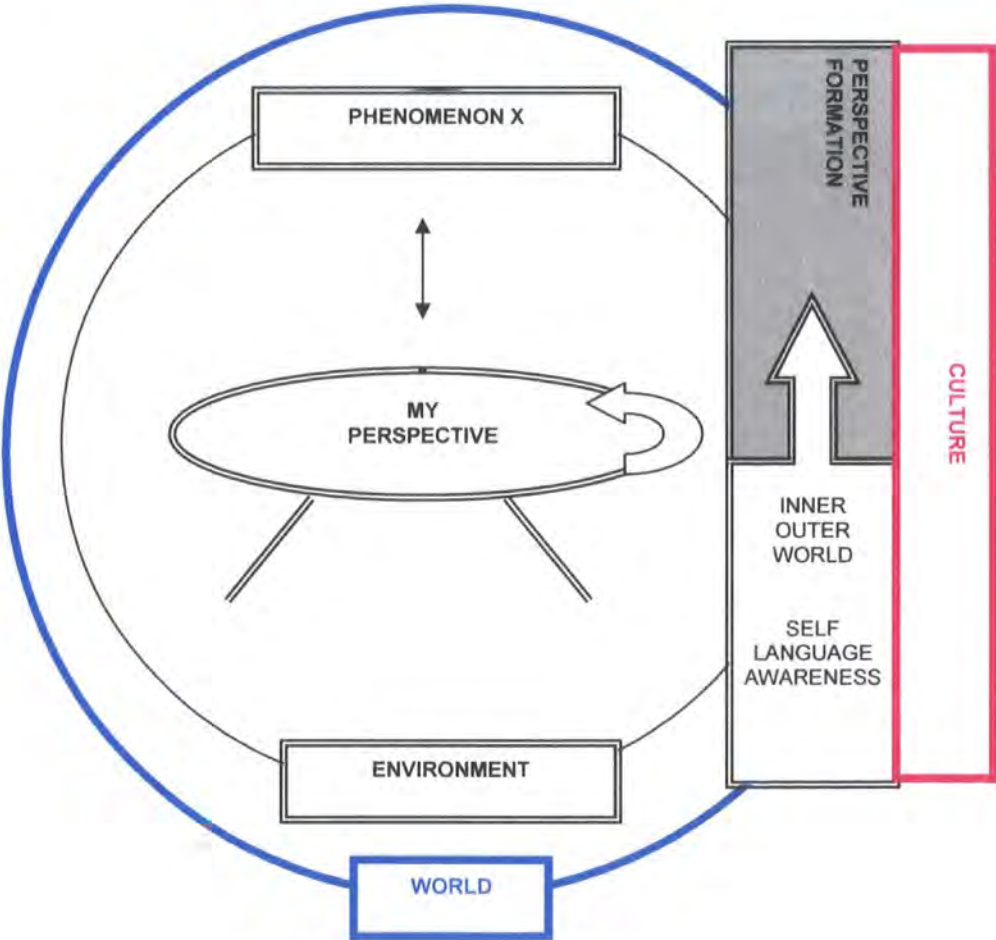 PHENOMENON X
PERSPECTIVE
FORMATION
MY
PERSPECTIVE
CULTURE
INNER
OUTER
WORLD
SELF
LANGUAGE
AWARENESS
ENVIRONMENT
WORLD